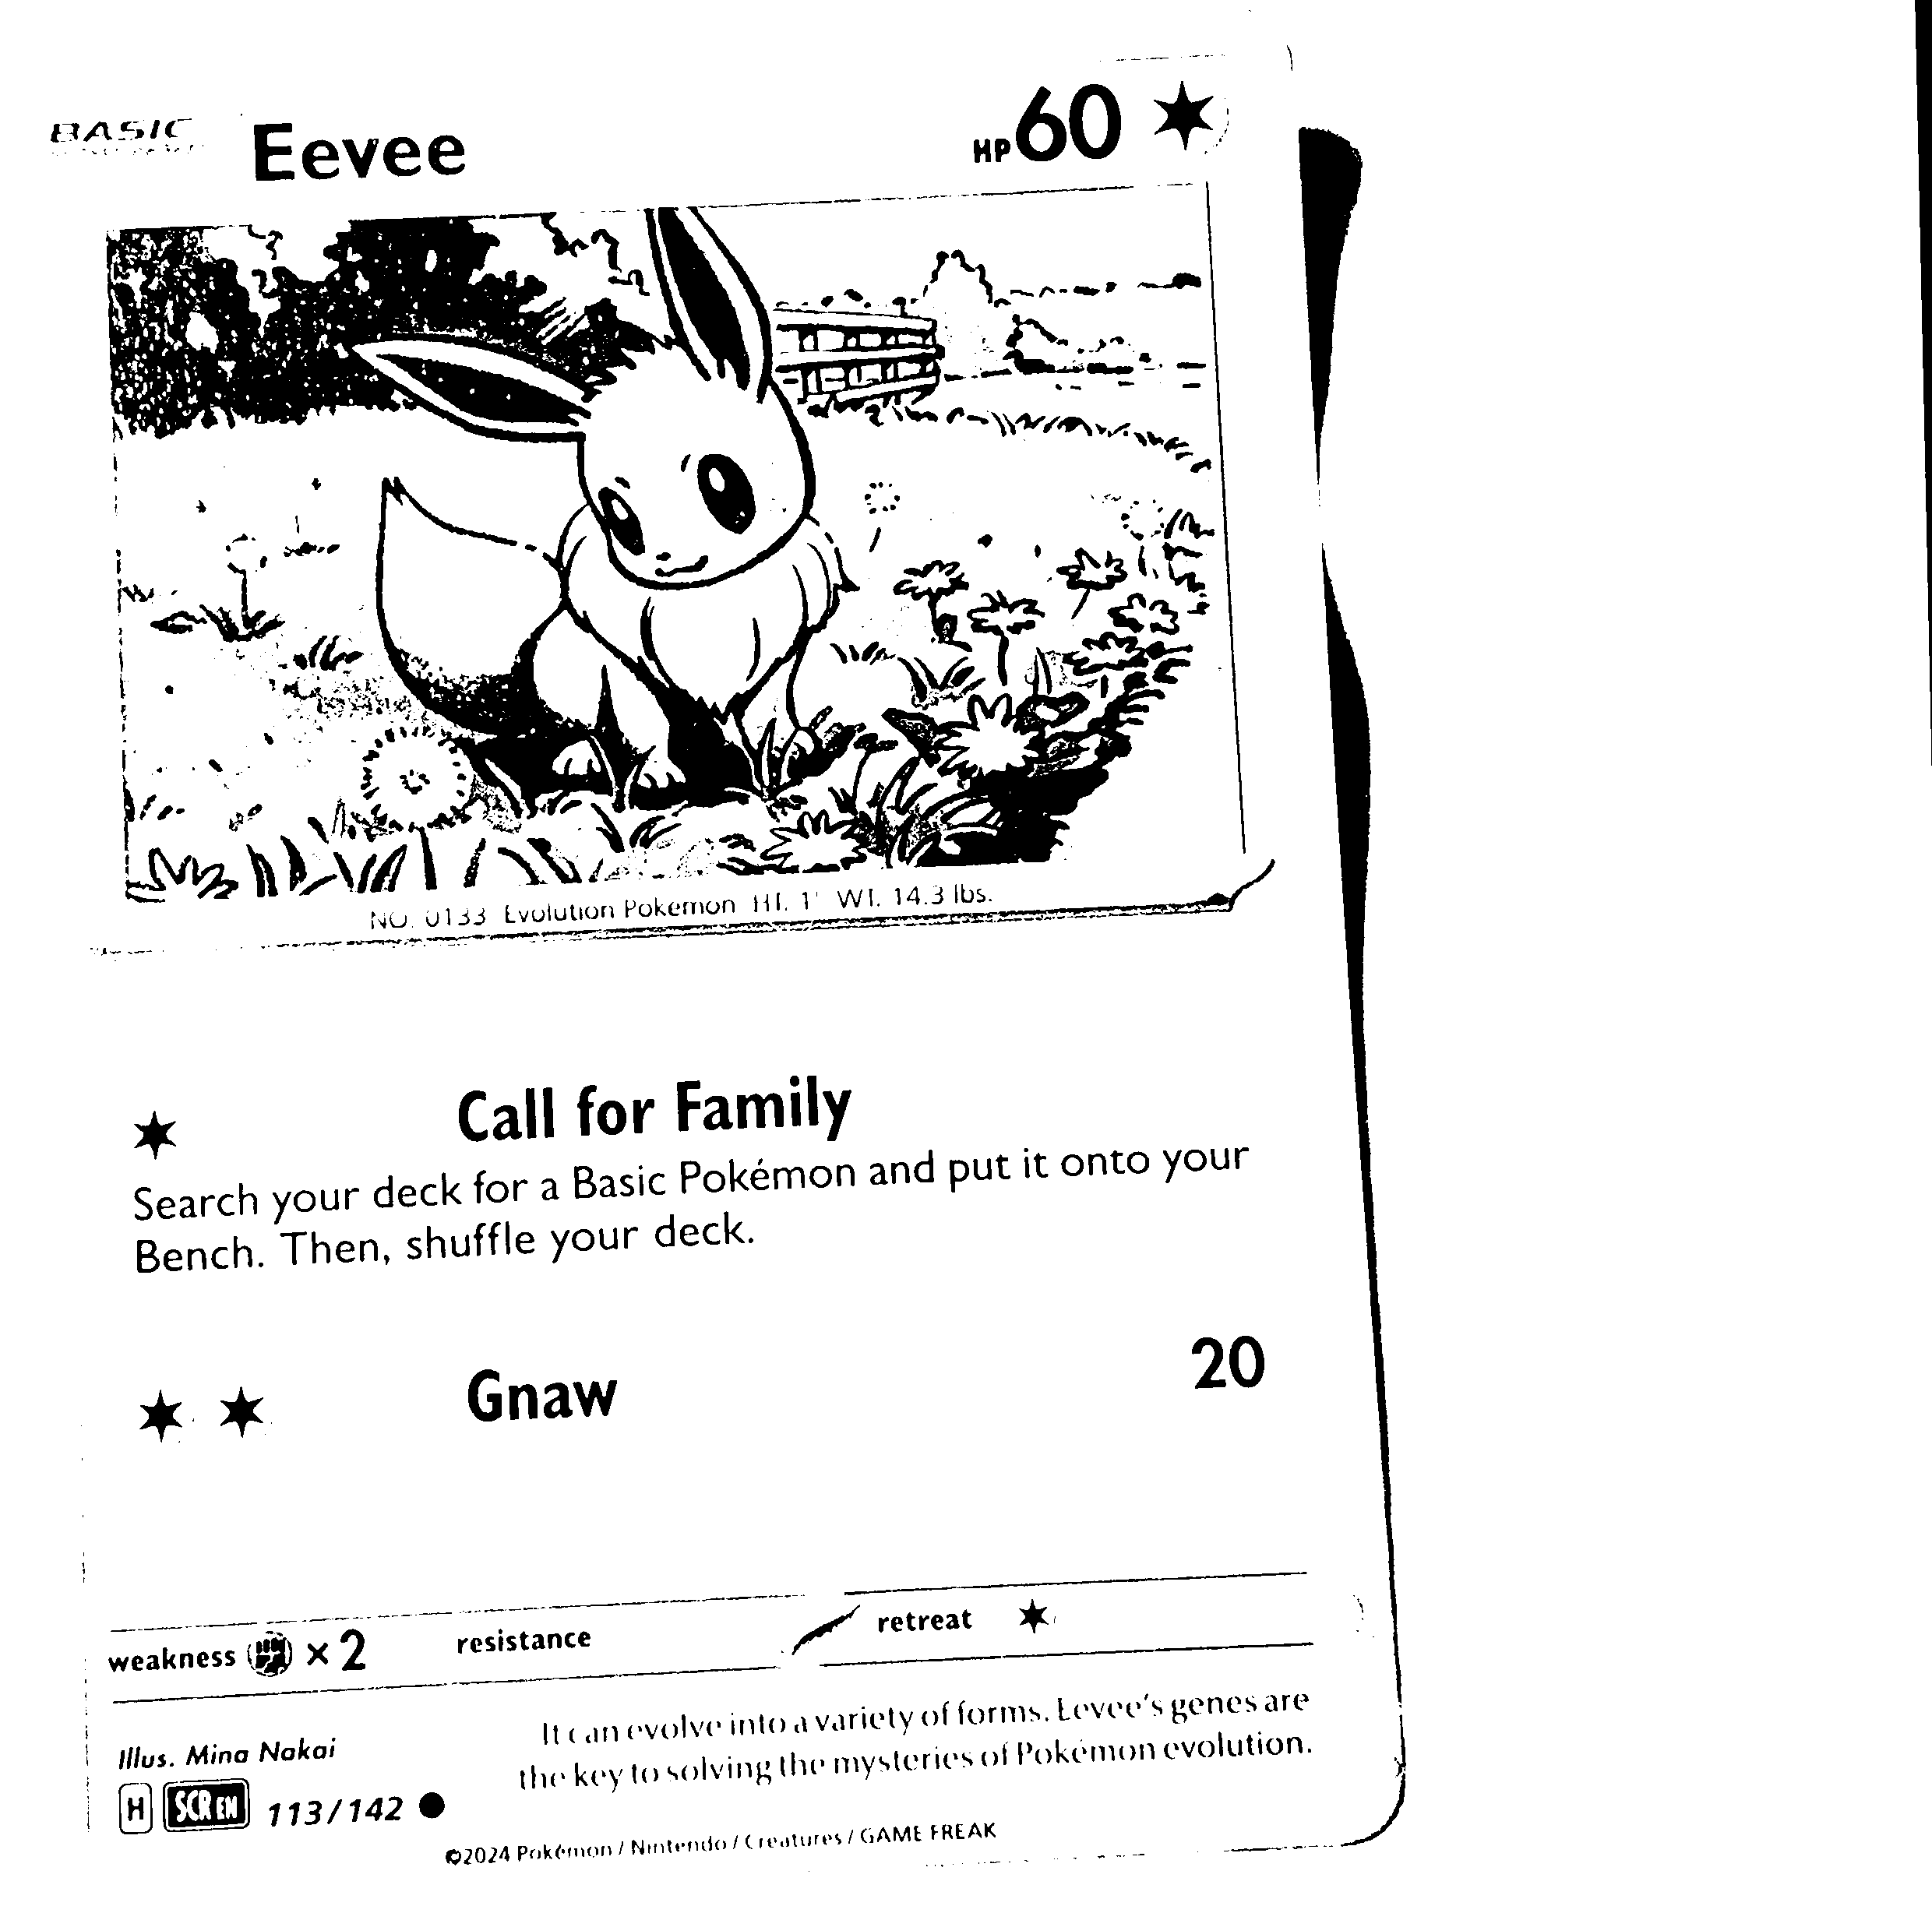 BASIC
Eevee
HP 60
NO. 0133 Evolution Pokémon HT. 1' WT. 14.3 lbs.
Call for Family
Search your deck for a Basic Pokémon and put it onto your
Bench. Then, shuffle your deck.
Gnaw 20
weakness ×2 resistance retreat
It can evolve into a variety of forms. Eevee's genes are
the key to solving the mysteries of Pokémon evolution.
Illus. Mina Nakai
H SCR EN 113/142
©2024 Pokémon / Nintendo / Creatures / GAME FREAK